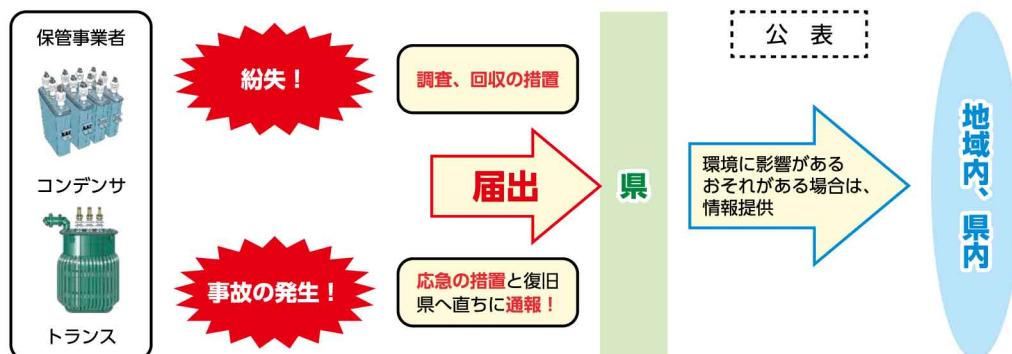 保管事業者
コンデンサ
トランス
紛失！
調査、回収の措置
届出
事故の発生！
応急の措置と復旧
県へ直ちに通報！
県
公 表
環境に影響がある
おそれがある場合は、
情報提供
地域内、県内